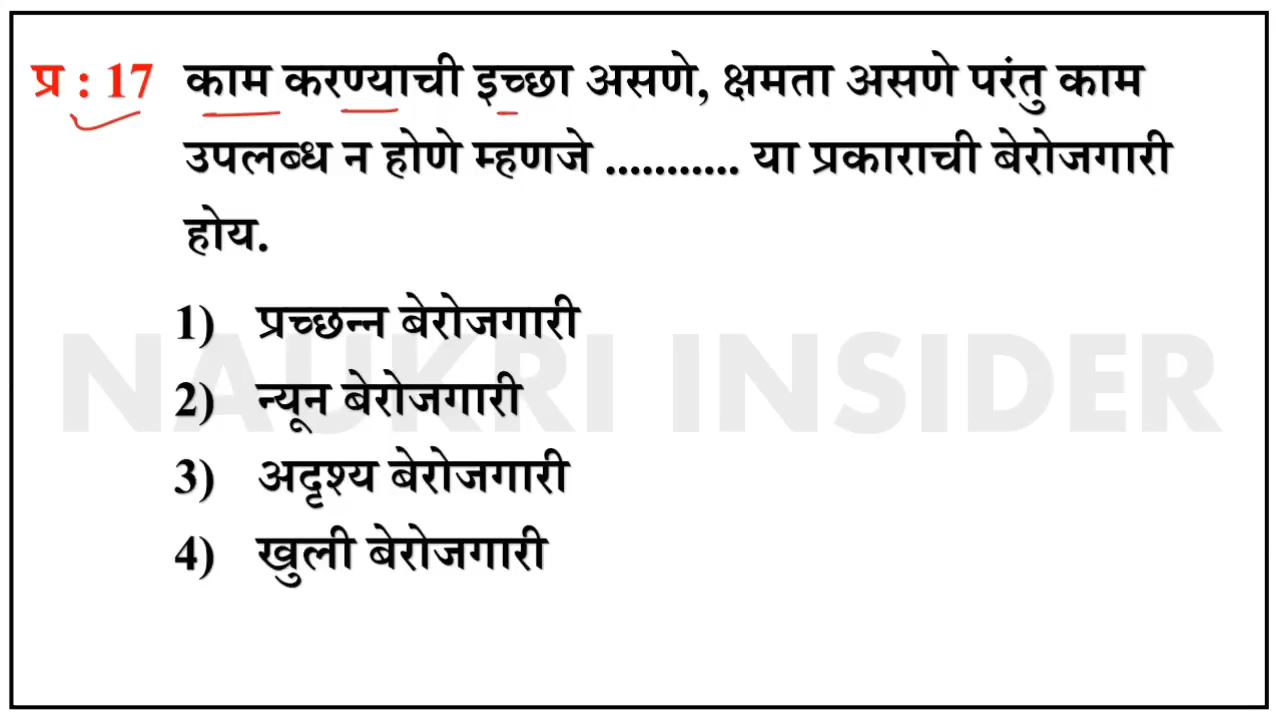 प्र : 17 काम करण्याची इच्छा असणे, क्षमता असणे परंतु काम
उपलब्ध न होणे म्हणजे ........... या प्रकाराची बेरोजगारी
होय.
1) प्रच्छन्न बेरोजगारी
NAUKRI INSIDER
2) न्यून बेरोजगारी
3) अदृश्य बेरोजगारी
4) खुली बेरोजगारी